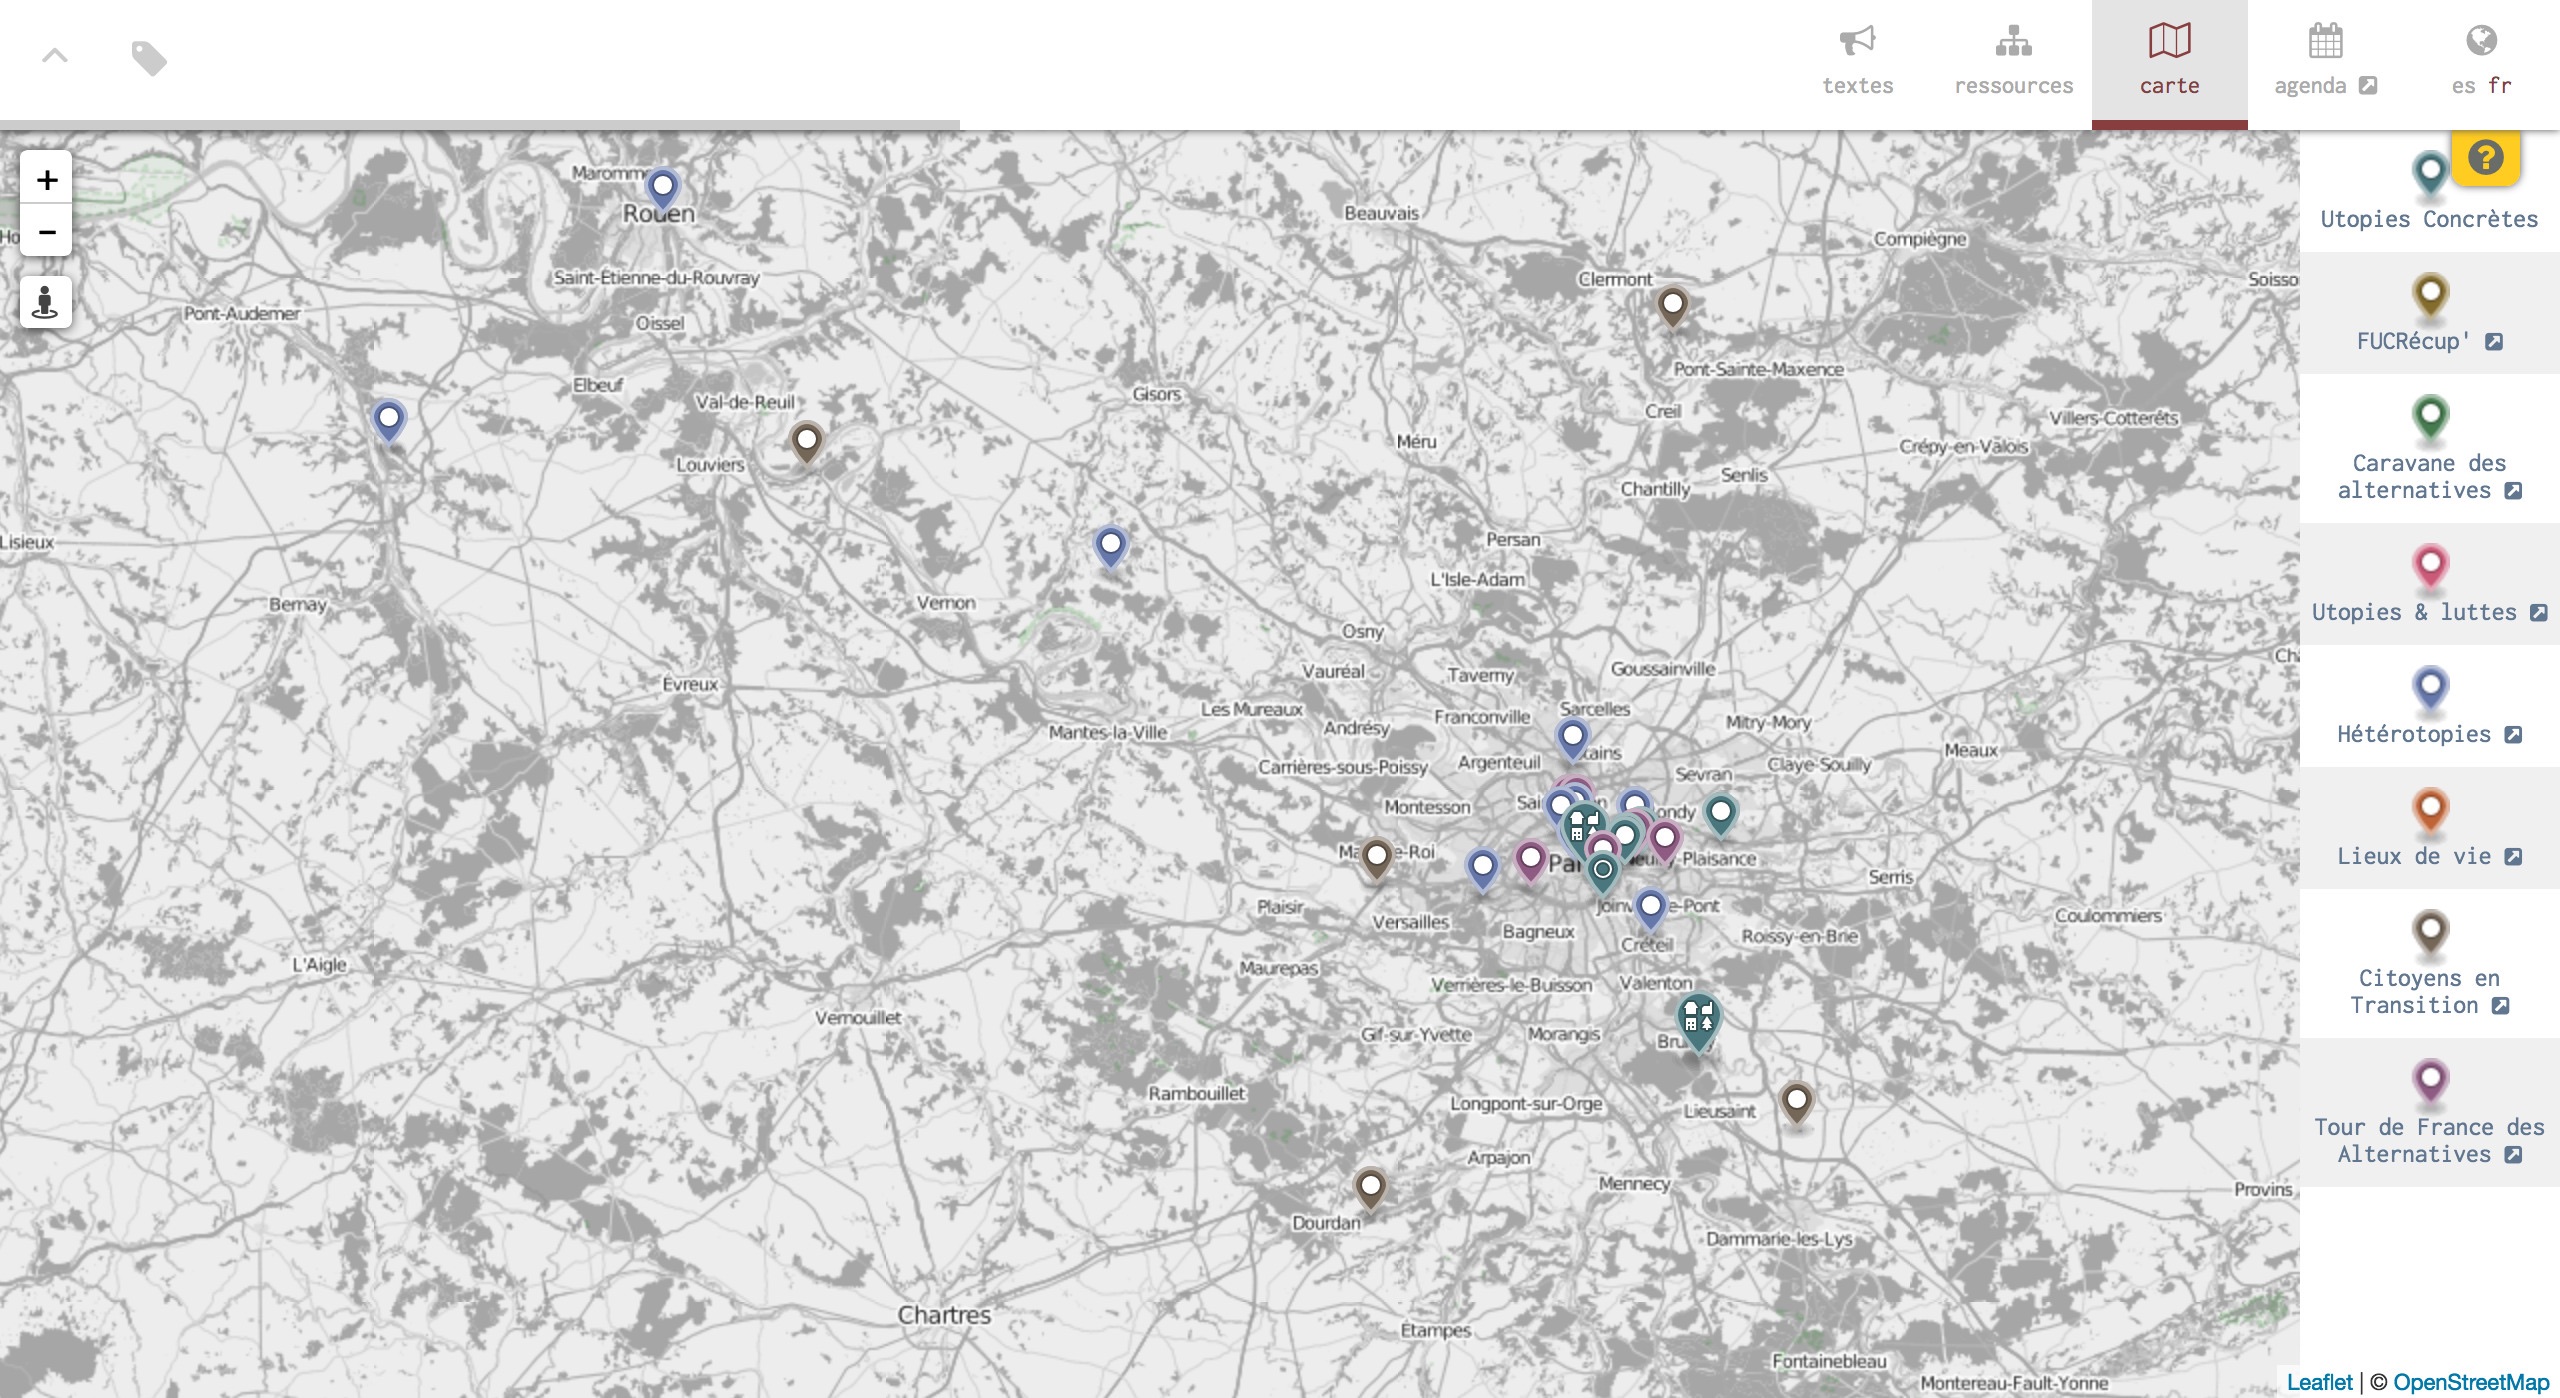 textes
ressources
carte
agenda
es fr
+
−
?
Utopies Concrètes
FUCRécup'
Caravane des
alternatives
Utopies & luttes
Hétérotopies
Lieux de vie
Citoyens en
Transition
Tour de France des
Alternatives
Rouen
Beauvais
Compiègne
Saint-Etienne-du-Rouvray
Clermont
Pont-Audemer
Oissel
Pont-Sainte-Maxence
Elbeuf
Gisors
Val-de-Reuil
Creil
Villers-Cotterêts
Méru
Crépy-en-Valois
Louviers
Senlis
Chantilly
Lisieux
Persan
L'Isle-Adam
Bernay
Vernon
Osny
Vauréal
Taverny
Goussainville
Évreux
Les Mureaux
Sarcelles
Franconville
Mitry-Mory
Andrésy
Mantes-la-Ville
Meaux
Argenteuil
Claye-Souilly
Carrières-sous-Poissy
Sevran
Montesson
Serris
Plaisir
Coulommiers
Versailles
Bagneux
Roissy-en-Brie
Créteil
L'Aigle
Maurepas
Verrières-le-Buisson
Valenton
Vernouillet
Gif-sur-Yvette
Morangis
Rambouillet
Longpont-sur-Orge
Lieusaint
Arpajon
Mennecy
Provins
Dourdan
Dammarie-les-Lys
Chartres
Étampes
Fontainebleau
Montereau-Fault-Yonne
Leaflet | © OpenStreetMap